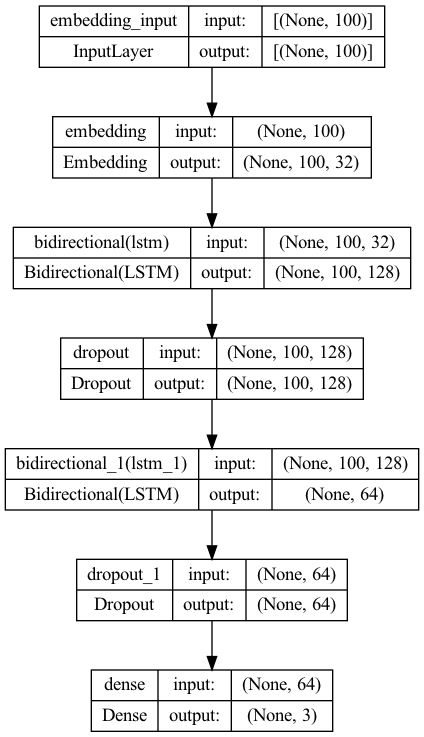 embedding_input input: [(None, 100)]
InputLayer output: [(None, 100)]
embedding input: (None, 100)
Embedding output: (None, 100, 32)
bidirectional(lstm) input: (None, 100, 32)
Bidirectional(LSTM) output: (None, 100, 128)
dropout input: (None, 100, 128)
Dropout output: (None, 100, 128)
bidirectional_1(lstm_1) input: (None, 100, 128)
Bidirectional(LSTM) output: (None, 64)
dropout_1 input: (None, 64)
Dropout output: (None, 64)
dense input: (None, 64)
Dense output: (None, 3)